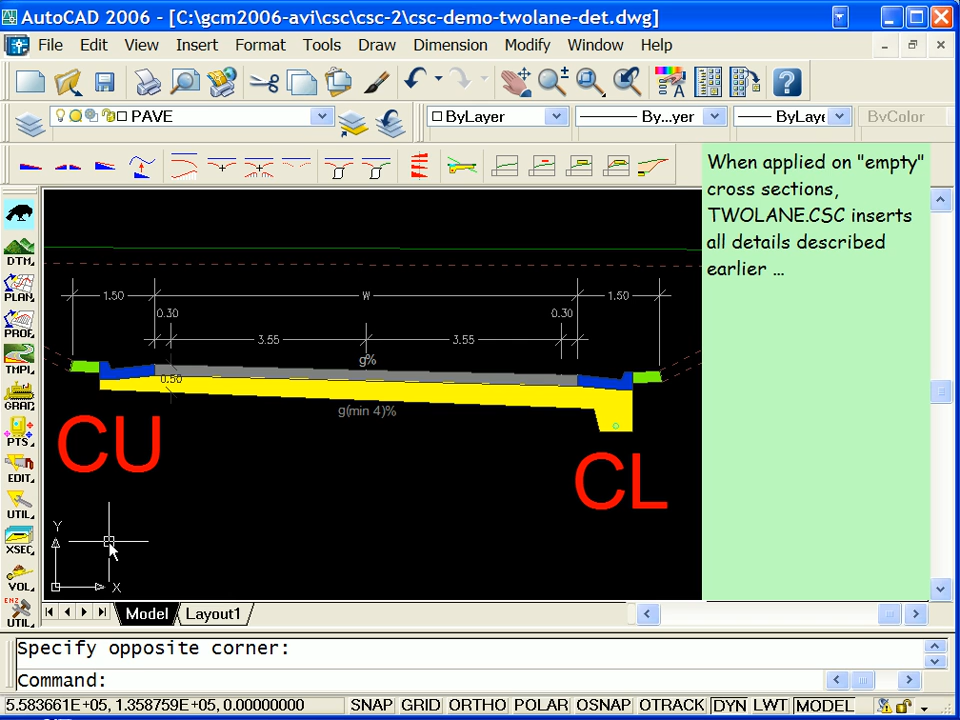 AutoCAD 2006 - [C:\gcm2006-avi\csc\csc-2\csc-demo-twolane-det.dwg]
File Edit View Insert Format Tools Draw Dimension Modify Window Help
PAVE ByLayer By...yer ByLaye ByColor
When applied on "empty"
cross sections,
TWOLANE.CSC inserts
all details described
earlier ...
DTM
PLAN
PROF
TMPL
GRAD
PTS
EDIT
UTIL
XSEC
VOL
ENZ
UTIL
1.50 W 1.50
0.30 0.30
3.55 3.55
g%
0.50
g(min 4)%
CU
CL
Y
X
Model Layout1
Specify opposite corner:
Command:
5.583661E+05, 1.358759E+05, 0.00000000 SNAP GRID ORTHO POLAR OSNAP OTRACK DYN LWT MODEL